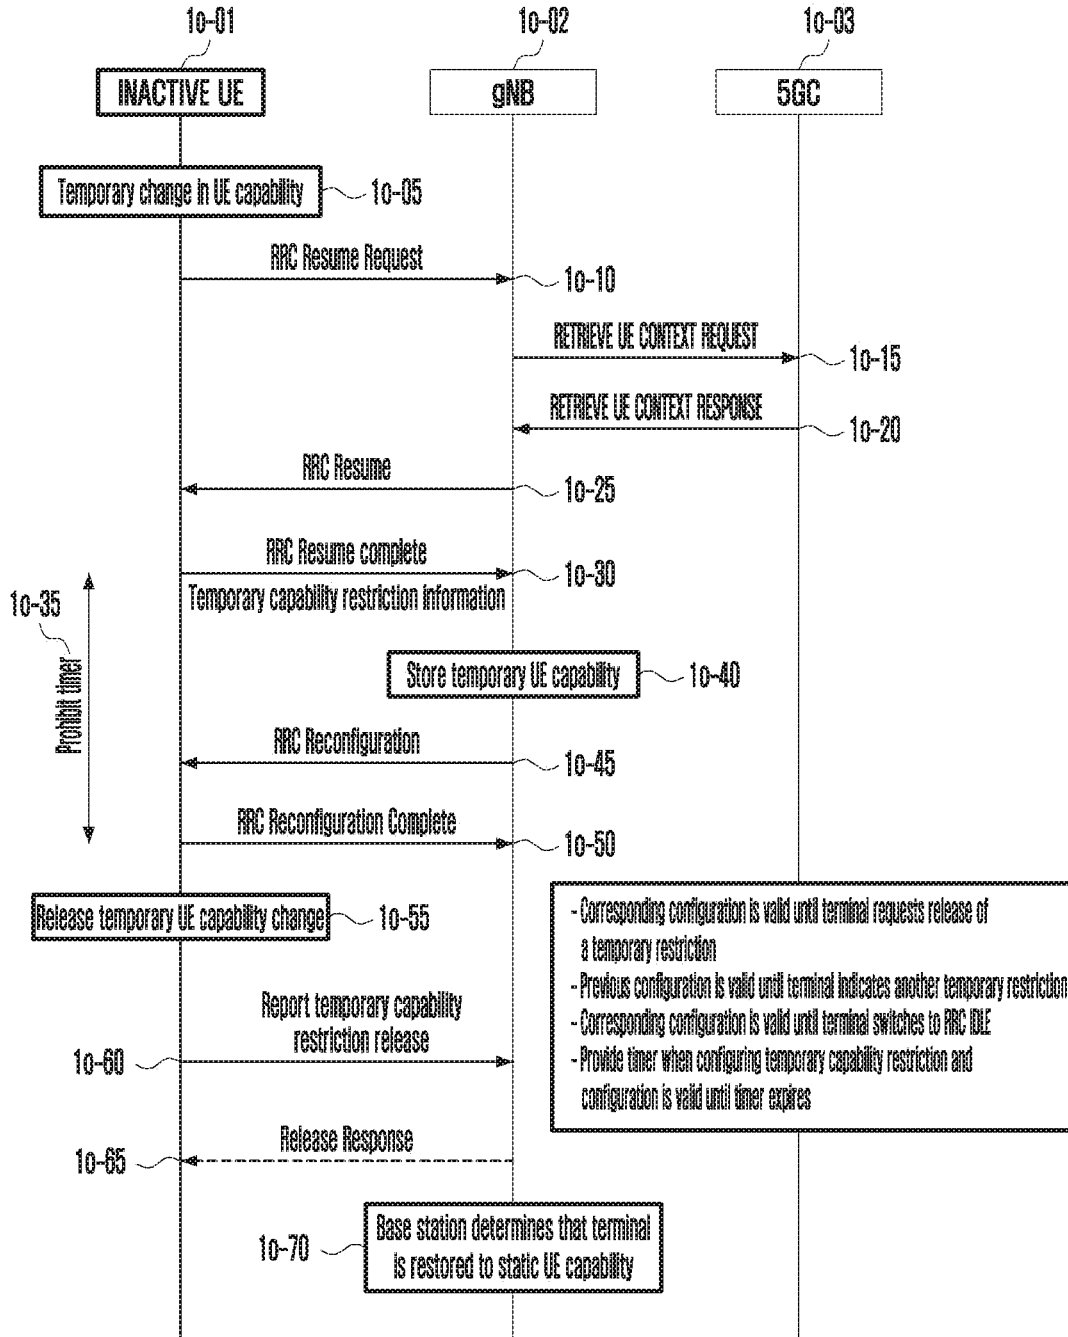 1o-01
1o-02
1o-03
INACTIVE UE
gNB
5GC
Temporary change in UE capability
1o-05
RRC Resume Request
1o-10
RETRIEVE UE CONTEXT REQUEST
1o-15
RETRIEVE UE CONTEXT RESPONSE
1o-20
RRC Resume
1o-25
RRC Resume complete
1o-30
Temporary capability restriction information
1o-35
Prohibit timer
Store temporary UE capability
1o-40
RRC Reconfiguration
1o-45
RRC Reconfiguration Complete
1o-50
Release temporary UE capability change
1o-55
- Corresponding configuration is valid until terminal requests release of
a temporary restriction
- Previous configuration is valid until terminal indicates another temporary restriction
- Corresponding configuration is valid until terminal switches to RRC IDLE
- Provide timer when configuring temporary capability restriction and
configuration is valid until timer expires
Report temporary capability
restriction release
1o-60
Release Response
1o-65
Base station determines that terminal
is restored to static UE capability
1o-70